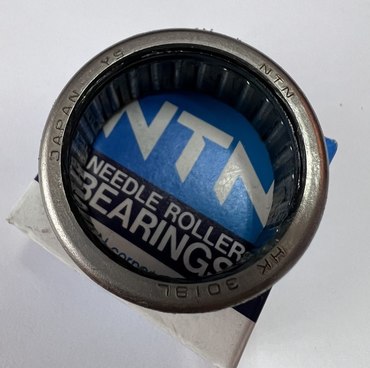 JAPAN YS NTN HK 3018L
NTN
NEEDLE ROLLER
BEARINGS